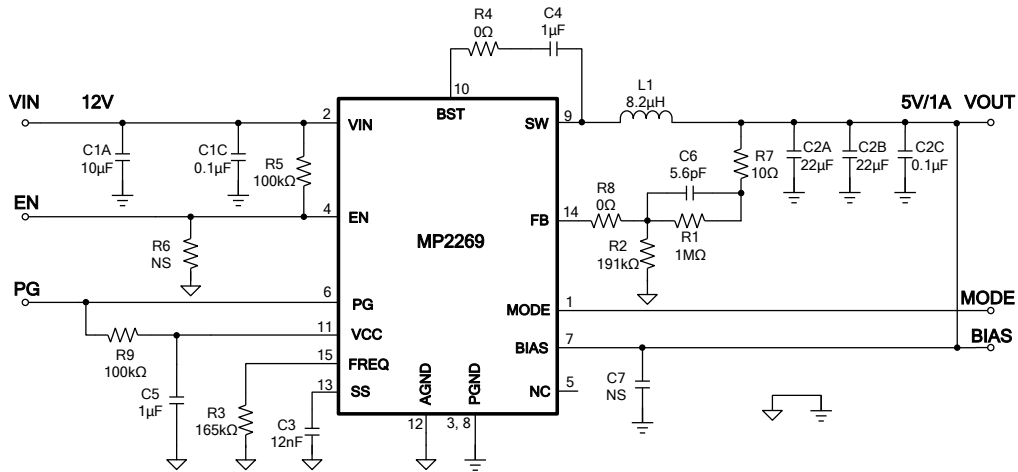 R4
0Ω
C4
1µF
10
BST
VIN
12V
2
VIN
SW
9
L1
8.2µH
5V/1A
VOUT
C1A
10µF
C1C
0.1µF
R5
100kΩ
C6
5.6pF
R7
10Ω
C2A
22µF
C2B
22µF
C2C
0.1µF
EN
4
EN
R8
0Ω
FB
14
R6
NS
MP2269
R2
191kΩ
R1
1MΩ
PG
6
PG
MODE
1
MODE
11
VCC
BIAS
7
BIAS
R9
100kΩ
15
FREQ
C7
NS
13
SS
NC
5
C5
1µF
R3
165kΩ
C3
12nF
AGND
PGND
12
3, 8